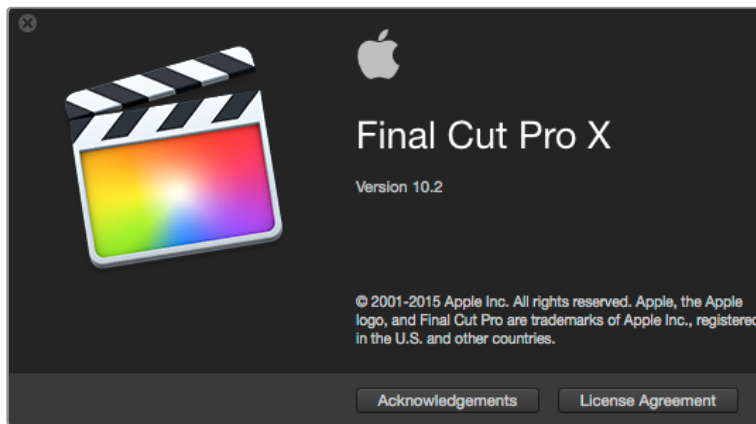 Final Cut Pro X
Version 10.2
© 2001-2015 Apple Inc. All rights reserved. Apple, the Apple
logo, and Final Cut Pro are trademarks of Apple Inc., registered
in the U.S. and other countries.
Acknowledgements
License Agreement